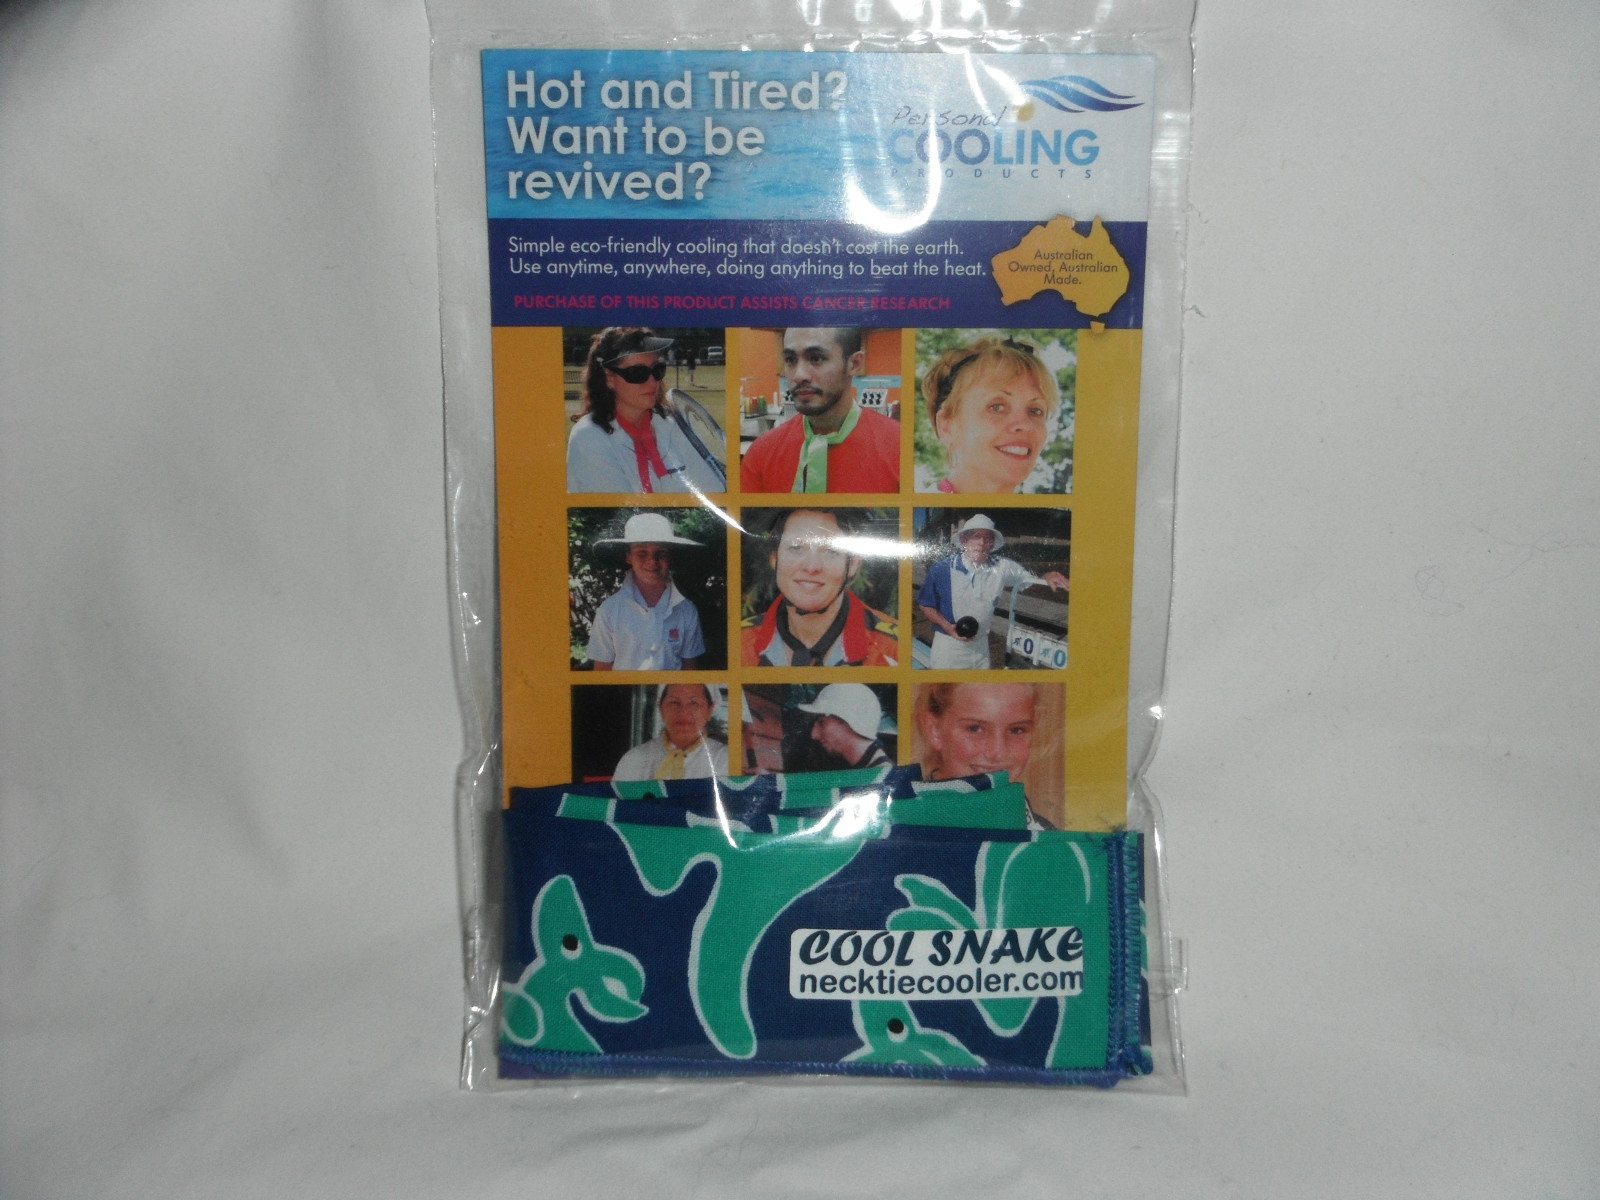 Hot and Tired?
Want to be
revived?
Personal
COOLING
PRODUCTS
Simple eco-friendly cooling that doesn't cost the earth.
Use anytime, anywhere, doing anything to beat the heat.
PURCHASE OF THIS PRODUCT ASSISTS CANCER RESEARCH
Australian
Owned, Australian
Made.
0
0
COOL SNAKE
necktiecooler.com